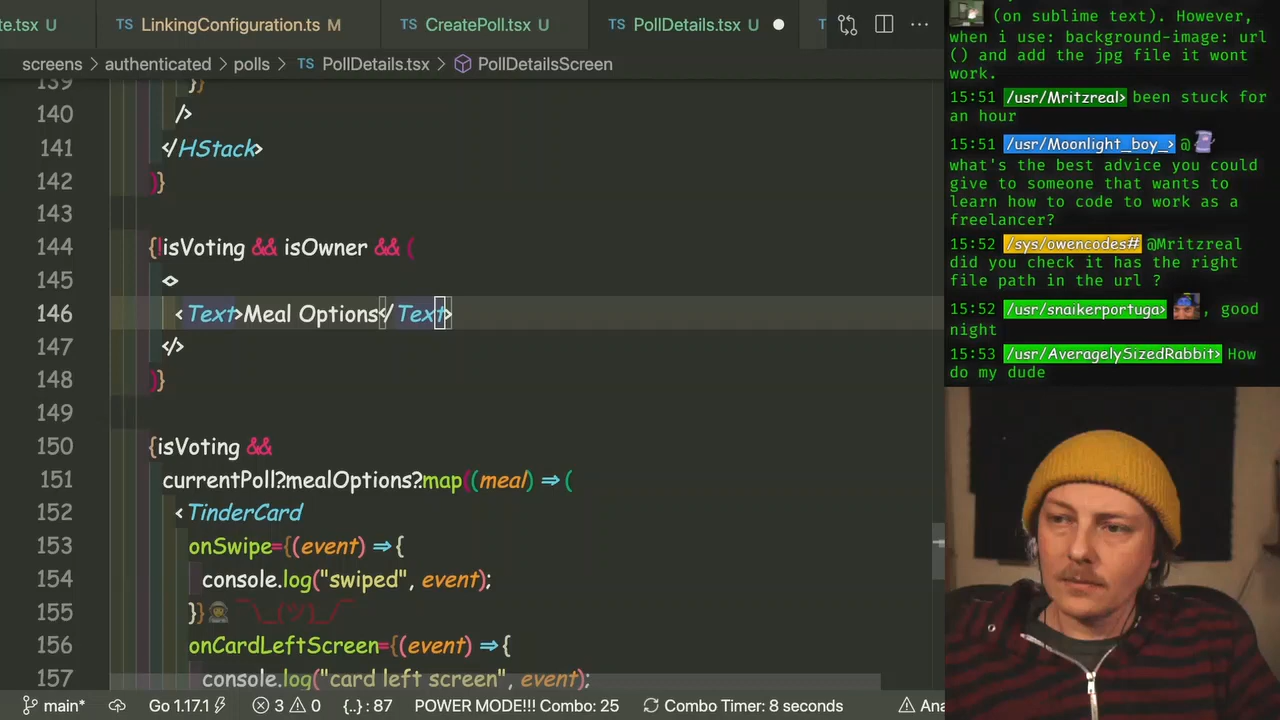 te.tsx U
TS LinkingConfiguration.ts M
TS CreatePoll.tsx U
TS PollDetails.tsx U
screens > authenticated > polls > TS PollDetails.tsx > PollDetailsScreen
139 }}
140 />
141 </HStack>
142 )}
143
144 {!isVoting && isOwner && (
145 <>
146 <Text>Meal Options</Text>
147 </>
148 )}
149
150 {isVoting &&
151 currentPoll?.mealOptions?.map((meal) => (
152 <TinderCard
153 onSwipe={(event) => {
154 console.log("swiped", event);
155 }} ¯\_(ツ)_/¯
156 onCardLeftScreen={(event) => {
157 console.log("card left screen", event);
main* Go 1.17.1 3 0 {..} : 87 POWER MODE!!! Combo: 25 Combo Timer: 8 seconds Ana
(on sublime text). However,
when i use: background-image: url
() and add the jpg file it wont
work.
15:51 /usr/Mritzreal> been stuck for
an hour
15:51 /usr/Moonlight_boy_> @
what's the best advice you could
give to someone that wants to
learn how to code to work as a
freelancer?
15:52 /sys/owencodes# @Mritzreal
did you check it has the right
file path in the url ?
15:52 /usr/snaikerportuga> , good
night
15:53 /usr/AveragelySizedRabbit> How
do my dude